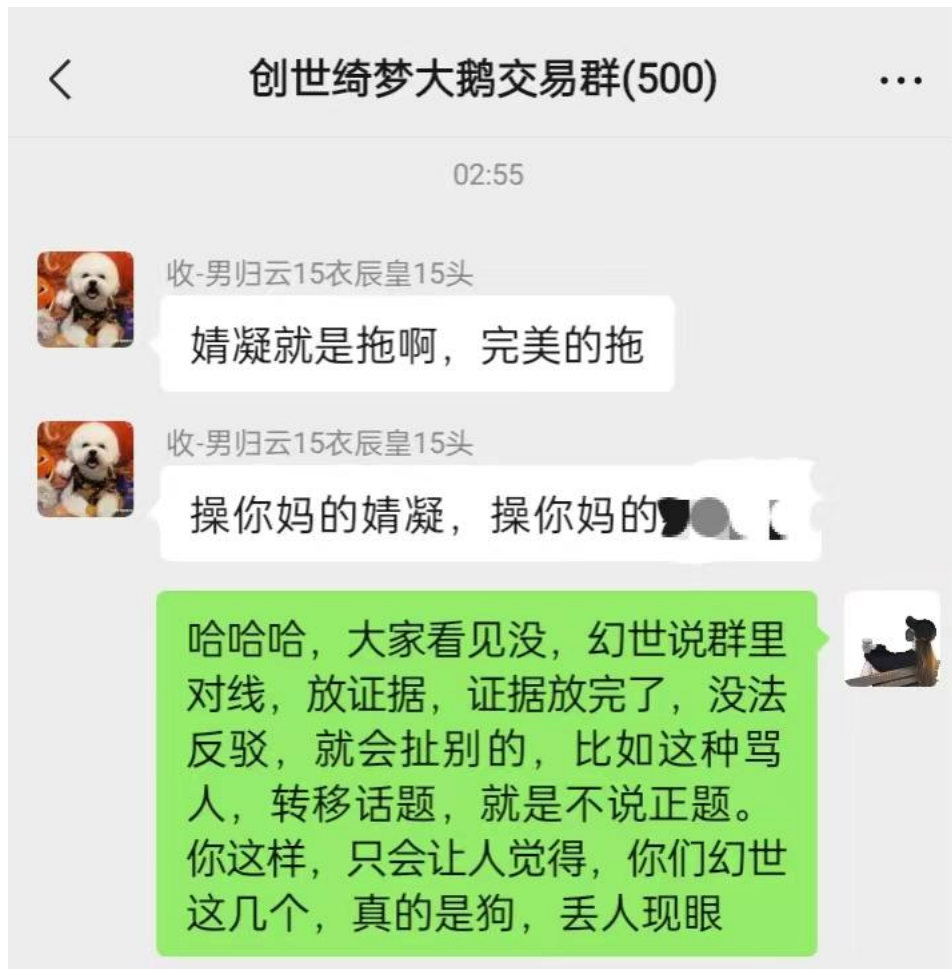 创世绮梦大鹅交易群(500)
02:55
收-男归云15衣辰皇15头
婧凝就是拖啊，完美的拖
收-男归云15衣辰皇15头
操你妈的婧凝，操你妈的
哈哈哈，大家看见没，幻世说群里
对线，放证据，证据放完了，没法
反驳，就会扯别的，比如这种骂
人，转移话题，就是不说正题。
你这样，只会让人觉得，你们幻世
这几个，真的是狗，丢人现眼